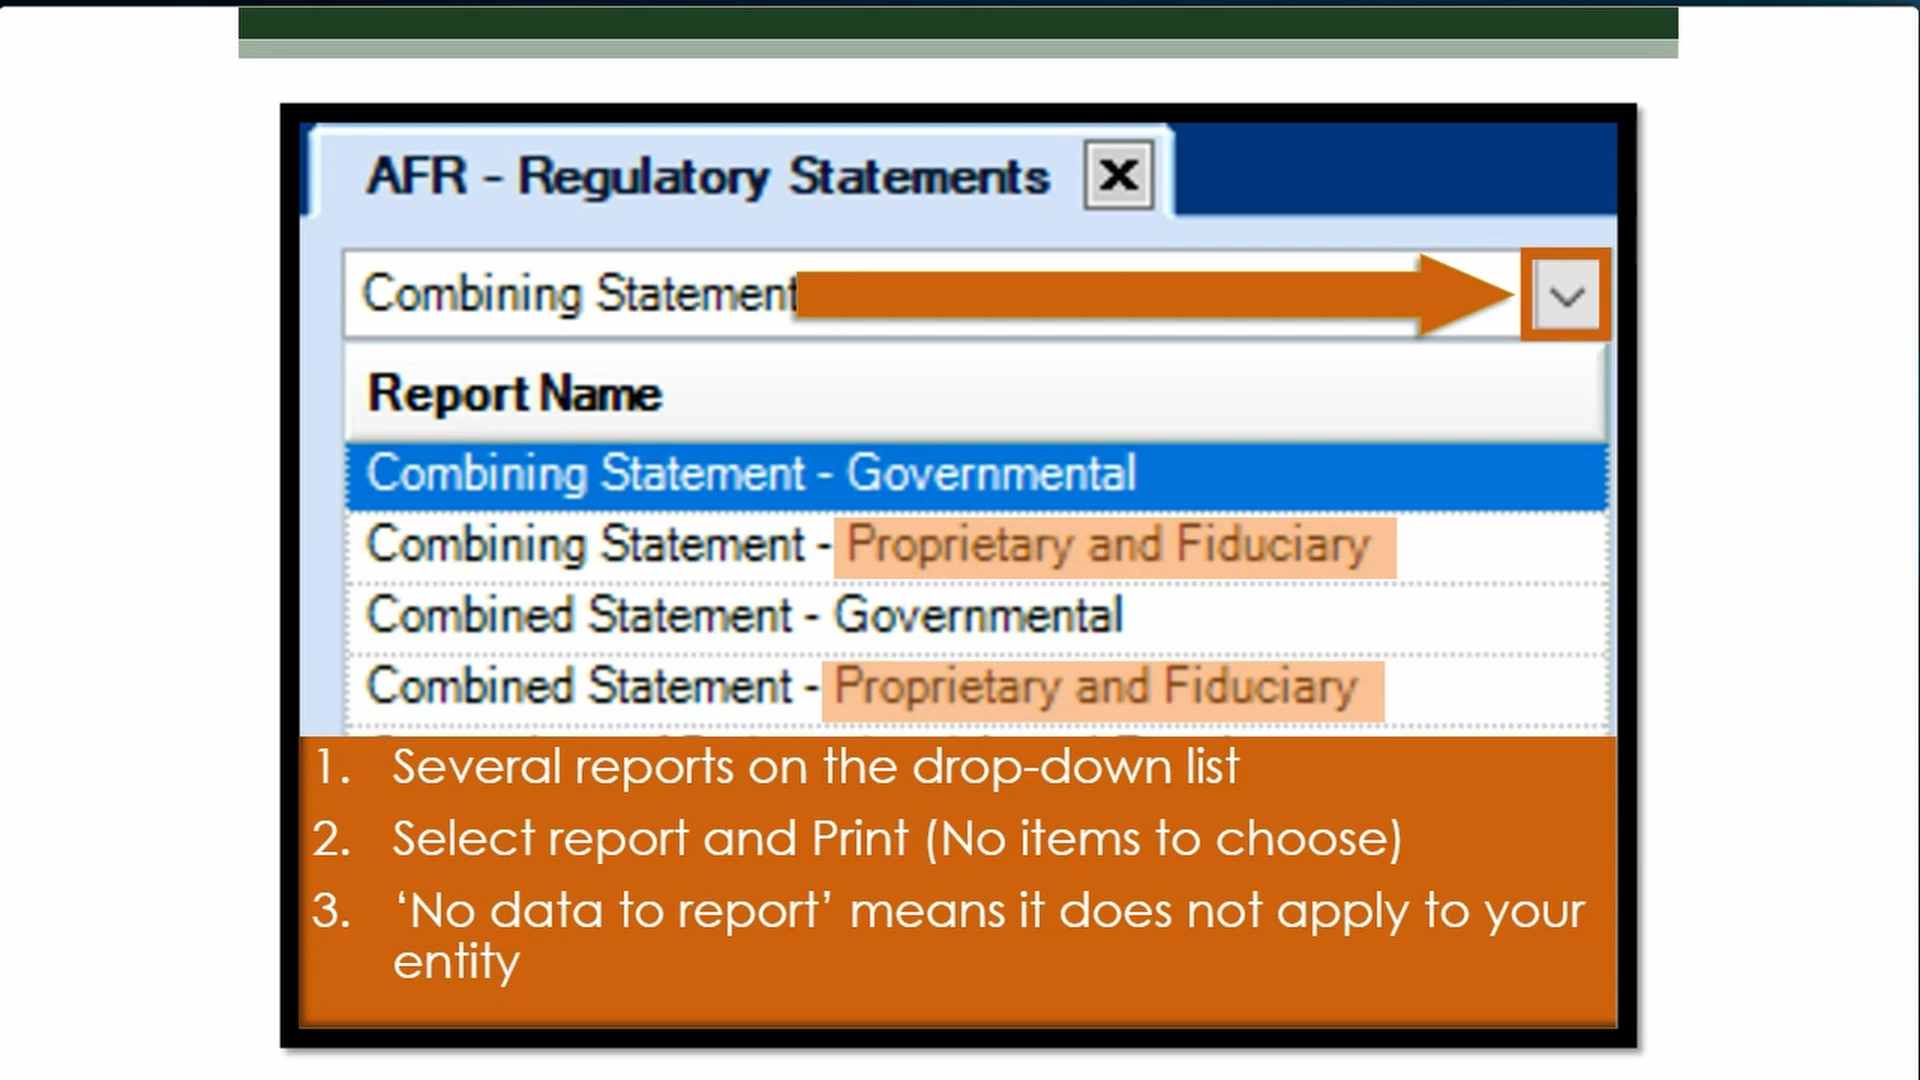 AFR - Regulatory Statements
Combining Statement
Report Name
Combining Statement - Governmental
Combining Statement - Proprietary and Fiduciary
Combined Statement - Governmental
Combined Statement - Proprietary and Fiduciary
1. Several reports on the drop-down list
2. Select report and Print (No items to choose)
3. ‘No data to report’ means it does not apply to your
entity